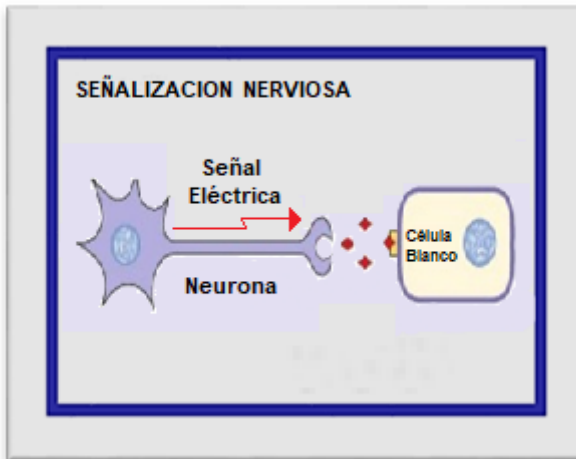 SEÑALIZACION NERVIOSA
Señal
Eléctrica
Neurona
Célula
Blanco